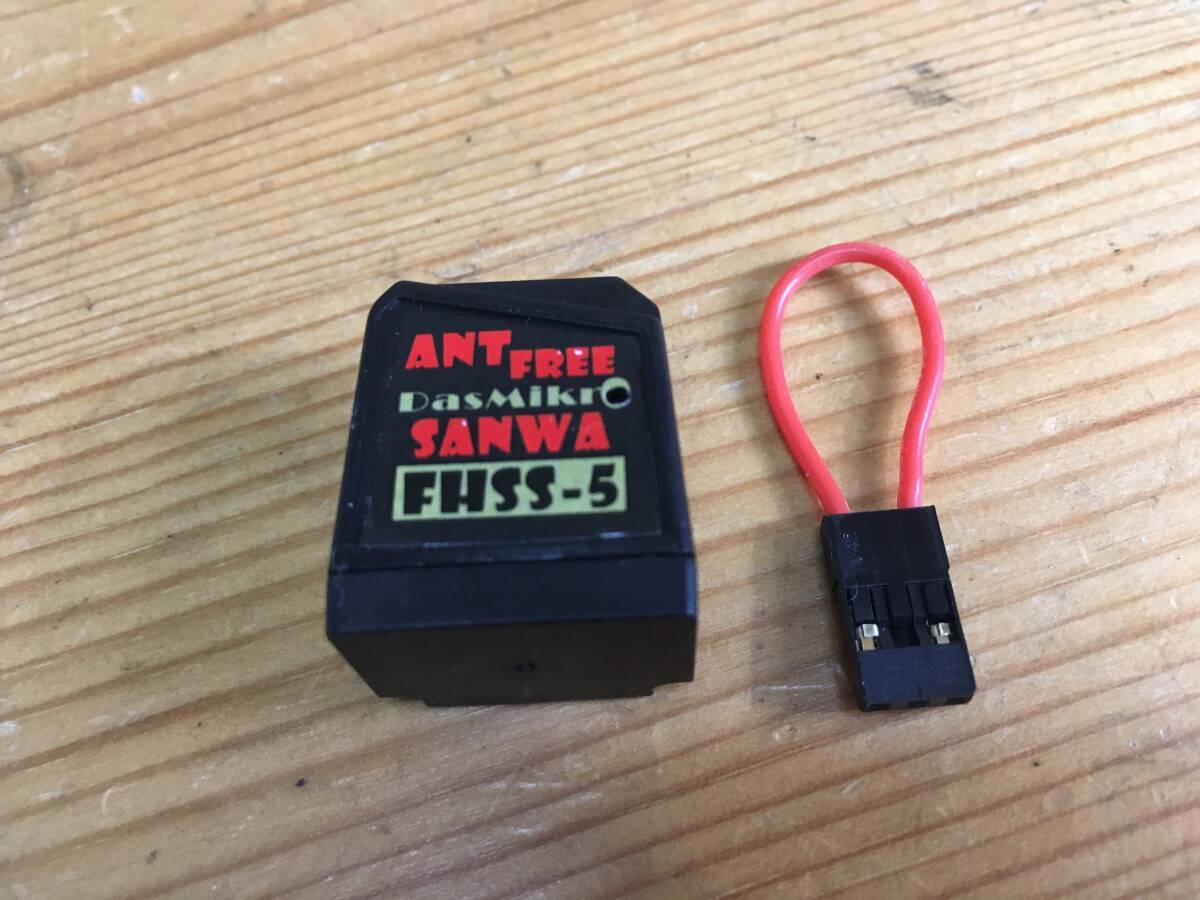 ANT FREE
DasMikro
SANWA
FHSS-5